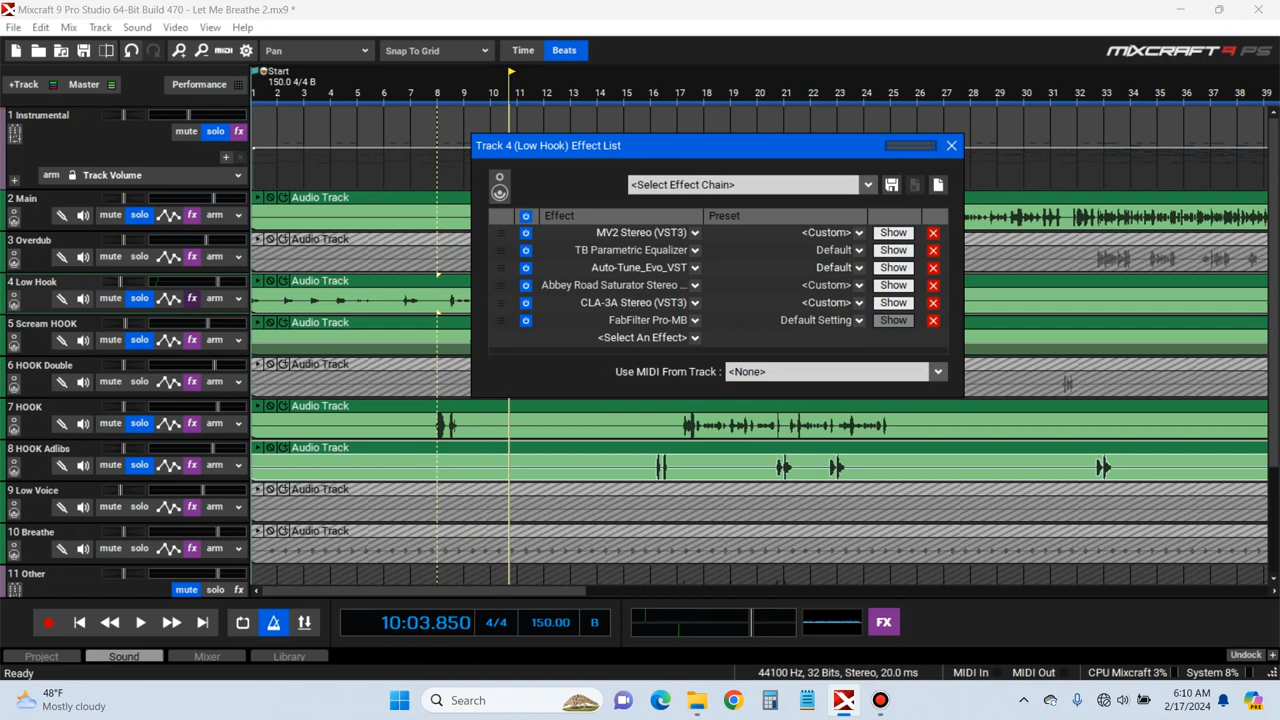 Mixcraft 9 Pro Studio 64-Bit Build 470 - Let Me Breathe 2.mx9 *
File Edit Mix Track Sound Video View Help
MIDI Pan Snap To Grid Time Beats MIXCRAFT 9 PS
+Track Master Performance
Start
150.0 4/4 B
1 2 3 4 5 6 7 8 9 10 11 12 13 14 15 16 17 18 19 20 21 22 23 24 25 26 27 28 29 30 31 32 33 34 35 36 37 38 39
1 Instrumental
mute solo fx
arm Track Volume
Track 4 (Low Hook) Effect List
<Select Effect Chain>
Effect Preset
MV2 Stereo (VST3) <Custom> Show
TB Parametric Equalizer Default Show
Auto-Tune_Evo_VST Default Show
Abbey Road Saturator Stereo ... <Custom> Show
CLA-3A Stereo (VST3) <Custom> Show
FabFilter Pro-MB Default Setting Show
<Select An Effect>
Use MIDI From Track : <None>
2 Main Audio Track
mute solo fx arm
3 Overdub Audio Track
mute solo fx arm
4 Low Hook Audio Track
mute solo fx arm
5 Scream HOOK Audio Track
mute solo fx arm
6 HOOK Double Audio Track
mute solo fx arm
7 HOOK Audio Track
mute solo fx arm
8 HOOK Adlibs Audio Track
mute solo fx arm
9 Low Voice Audio Track
mute solo fx arm
10 Breathe Audio Track
mute solo fx arm
11 Other
mute solo fx
10:03.850 4/4 150.00 B FX
Project Sound Mixer Library Undock
Ready 44100 Hz, 32 Bits, Stereo, 20.0 ms MIDI In MIDI Out CPU Mixcraft 3% System 8%
48°F
Mostly cloudy
Search
6:10 AM
2/17/2024
PRE